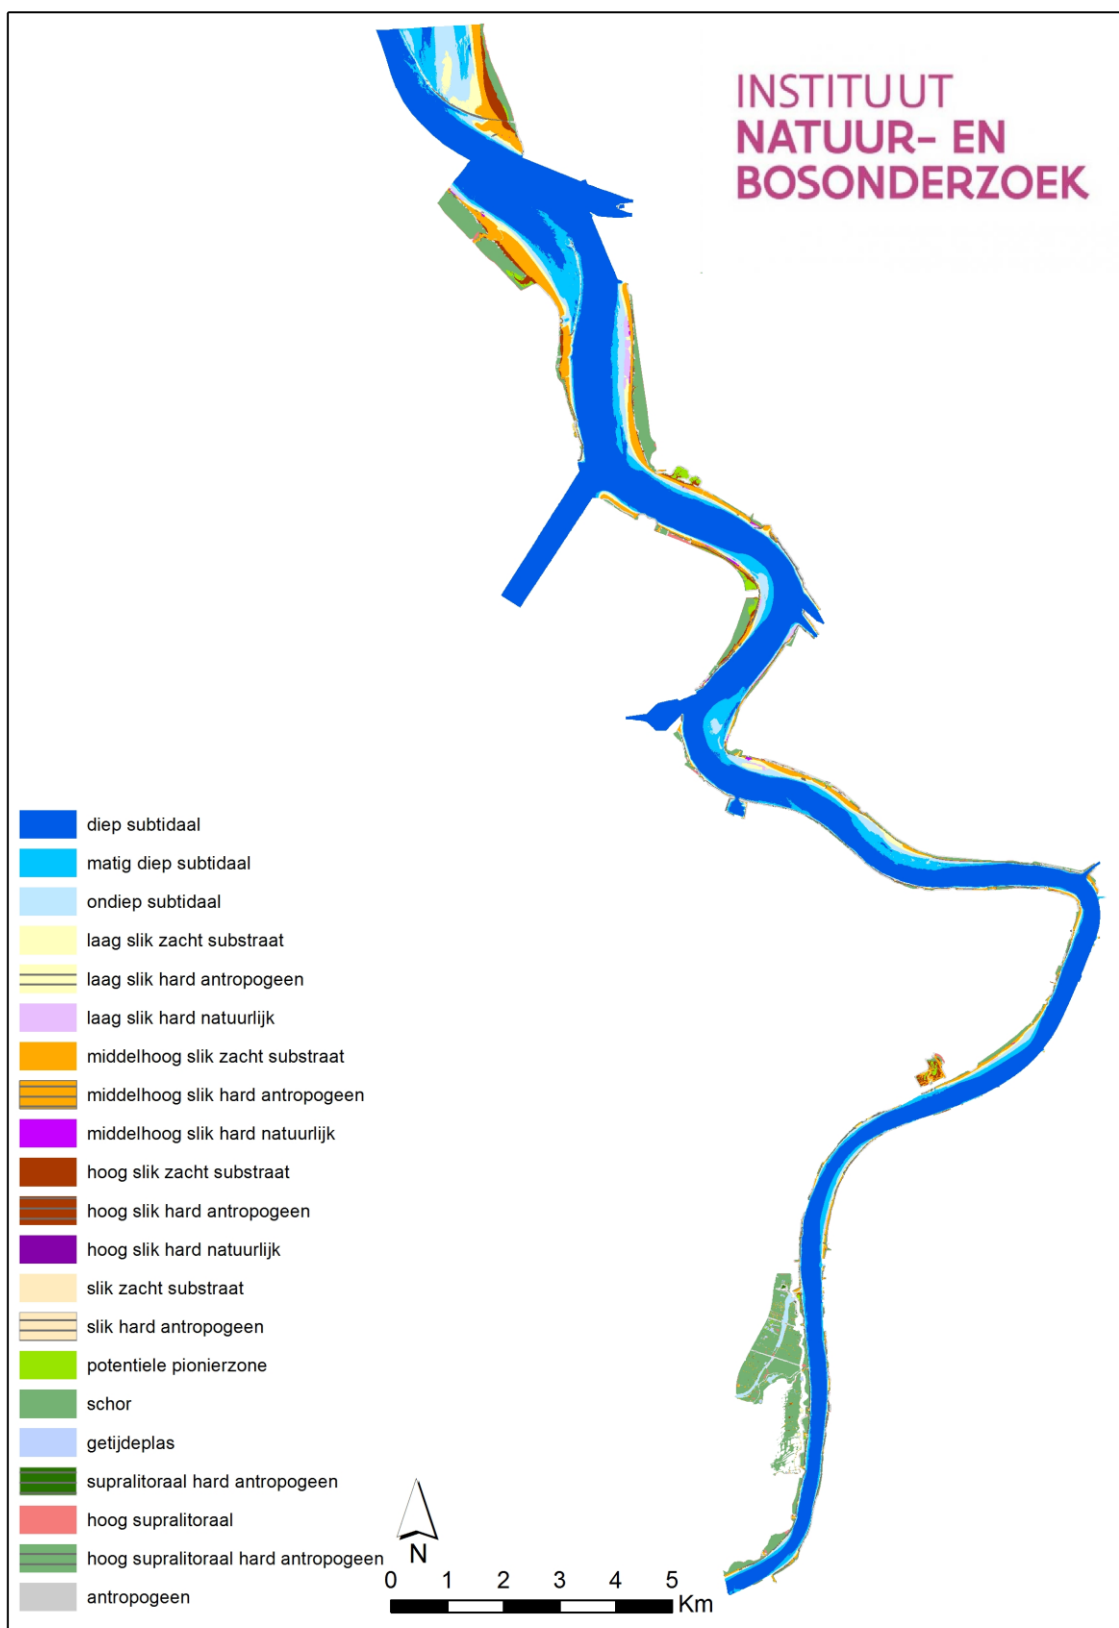 INSTITUUT
NATUUR- EN
BOSONDERZOEK
diep subtidaal
matig diep subtidaal
ondiep subtidaal
laag slik zacht substraat
laag slik hard antropogeen
laag slik hard natuurlijk
middelhoog slik zacht substraat
middelhoog slik hard antropogeen
middelhoog slik hard natuurlijk
hoog slik zacht substraat
hoog slik hard antropogeen
hoog slik hard natuurlijk
slik zacht substraat
slik hard antropogeen
potentiele pionierzone
schor
getijdeplas
supralitoraal hard antropogeen
hoog supralitoraal
hoog supralitoraal hard antropogeen
antropogeen
N
0 1 2 3 4 5
Km